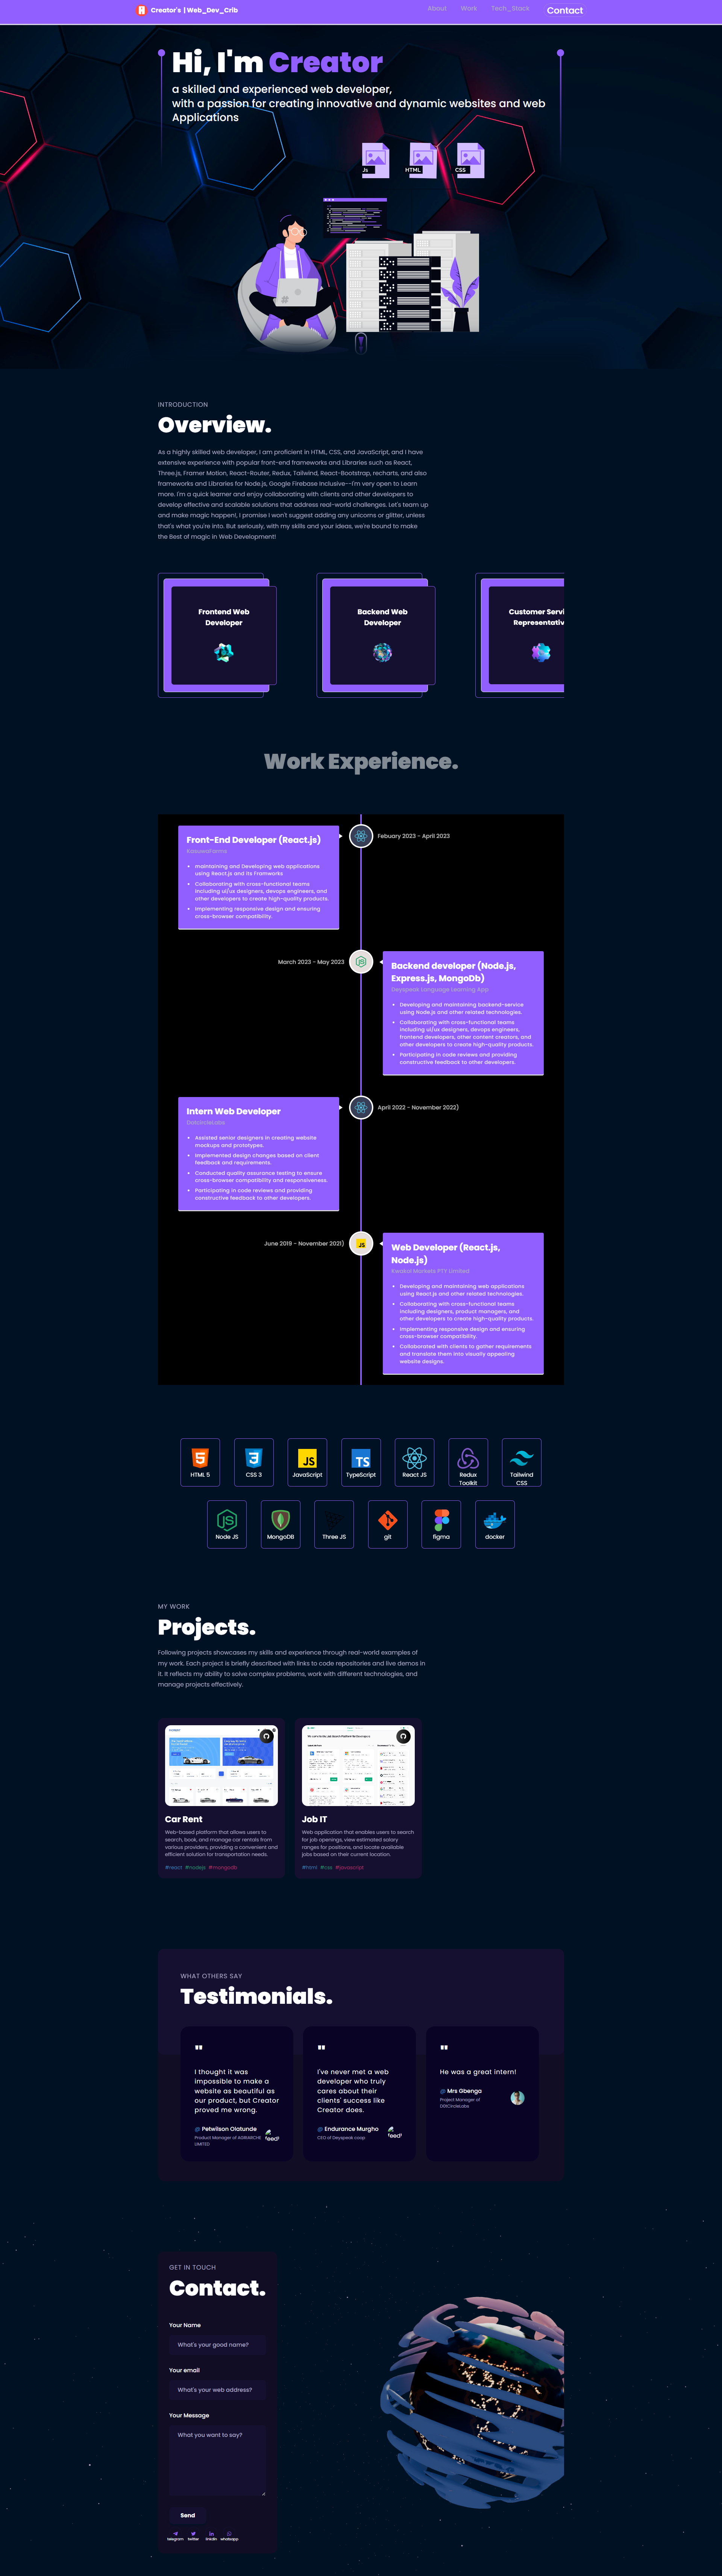 Creator's | Web_Dev_Crib
About Work Tech_Stack Contact
Hi, I'm Creator
a skilled and experienced web developer,
with a passion for creating innovative and dynamic websites and web
Applications
Js HTML CSS
INTRODUCTION
Overview.
As a highly skilled web developer, I am proficient in HTML, CSS, and JavaScript, and I have
extensive experience with popular front-end frameworks and Libraries such as React,
Three.js, Framer Motion, React-Router, Redux, Tailwind, React-Bootstrap, recharts, and also
frameworks and Libraries for Node.js, Google Firebase Inclusive--I'm very open to Learn
more. I'm a quick learner and enjoy collaborating with clients and other developers to
develop effective and scalable solutions that address real-world challenges. Let's team up
and make magic happen!, I promise I won't suggest adding any unicorns or glitter, unless
that's what you're into. But seriously, with my skills and your ideas, we're bound to make
the Best of magic in Web Development!
Frontend Web
Developer
Backend Web
Developer
Customer Servi
Representativ
Work Experience.
Front-End Developer (React.js)
Febuary 2023 - April 2023
• maintaining and Developing web applications
using React.js and its Framworks
• Collaborating with cross-functional teams
including ui/ux designers, devops engineers, and
other developers to create high-quality products.
• Implementing responsive design and ensuring
cross-browser compatibility.
March 2023 - May 2023
Backend developer (Node.js,
Express.js, MongoDb)
Deyspeak Language Learning App
• Developing and maintaining backend-service
using Node.js and other related technologies.
• Collaborating with cross-functional teams
including ui/ux designers, devops engineers,
frontend developers, other content creators, and
other developers to create high-quality products.
• Participating in code reviews and providing
constructive feedback to other developers.
Intern Web Developer
April 2022 - November 2022)
• Assisted senior designers in creating website
mockups and prototypes.
• Implemented design changes based on client
feedback and requirements.
• Conducted quality assurance testing to ensure
cross-browser compatibility and responsiveness.
• Participating in code reviews and providing
constructive feedback to other developers.
June 2019 - November 2021)
JS
Web Developer (React.js,
Node.js)
Kwakol Markets PTY Limited
• Developing and maintaining web applications
using React.js and other related technologies.
• Collaborating with cross-functional teams
including designers, product managers, and
other developers to create high-quality products.
• Implementing responsive design and ensuring
cross-browser compatibility.
• Collaborated with clients to gather requirements
and translate them into visually appealing
website designs.
HTML 5 CSS 3 JavaScript TypeScript React JS Redux Toolkit Tailwind CSS
Node JS MongoDB Three JS git figma docker
MY WORK
Projects.
Following projects showcases my skills and experience through real-world examples of
my work. Each project is briefly described with links to code repositories and live demos in
it. It reflects my ability to solve complex problems, work with different technologies, and
manage projects effectively.
Car Rent
Web-based platform that allows users to
search, book, and manage car rentals from
various providers, providing a convenient and
efficient solution for transportation needs.
#react #nodejs #mongodb
Job IT
Web application that enables users to search
for job openings, view estimated salary
ranges for positions, and locate available
jobs based on their current location.
#html #css #javascript
WHAT OTHERS SAY
Testimonials.
"
I thought it was
impossible to make a
website as beautiful as
our product, but Creator
proved me wrong.
@ Petwilson Olatunde
Product Manager of AGRARCHE
LIMITED
feed!
"
I've never met a web
developer who truly
cares about their
clients' success like
Creator does.
@ Endurance Murgho
CEO of Deyspeak coop
feed!
"
He was a great intern!
@ Mrs Gbenga
Project Manager of
DOtCircleLabs
GET IN TOUCH
Contact.
Your Name
What's your good name?
Your email
What's your web address?
Your Message
What you want to say?
Send
telegram twitter linkdin whatsapp